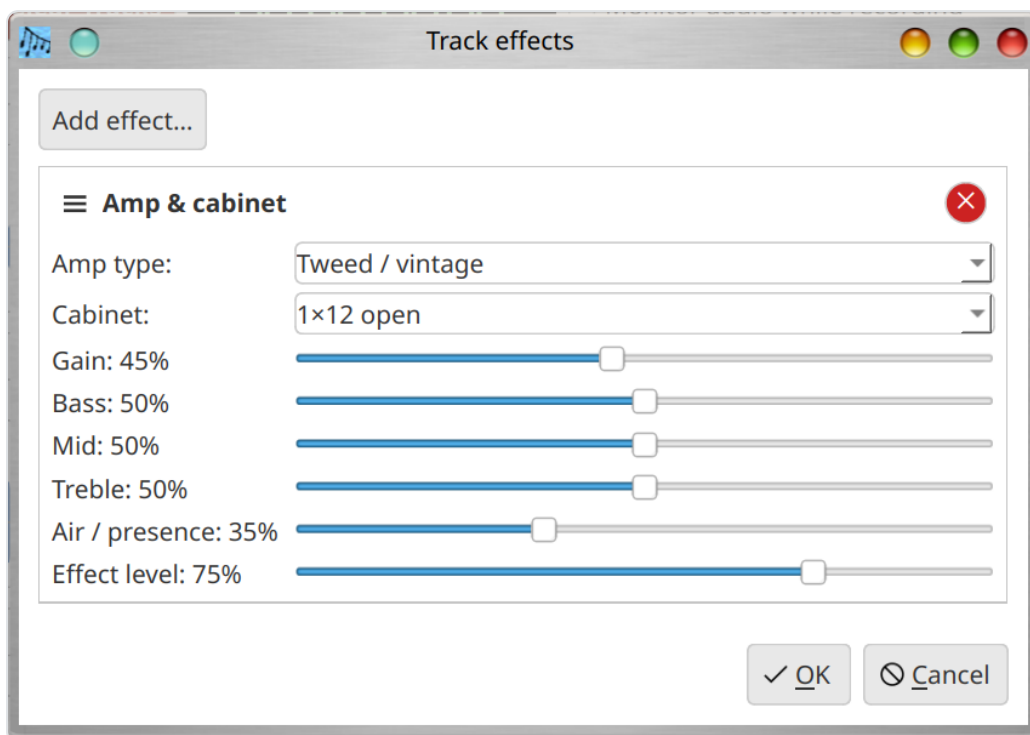 Track effects
Add effect...
Amp & cabinet
Amp type: Tweed / vintage
Cabinet: 1×12 open
Gain: 45%
Bass: 50%
Mid: 50%
Treble: 50%
Air / presence: 35%
Effect level: 75%
OK Cancel